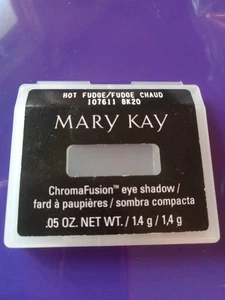 HOT FUDGE/FUDGE CHAUD
107611 8K20
MARY KAY
ChromaFusion™ eye shadow /
fard à paupières / sombra compacta
.05 OZ. NET WT. / 1.4 g / 1,4 g